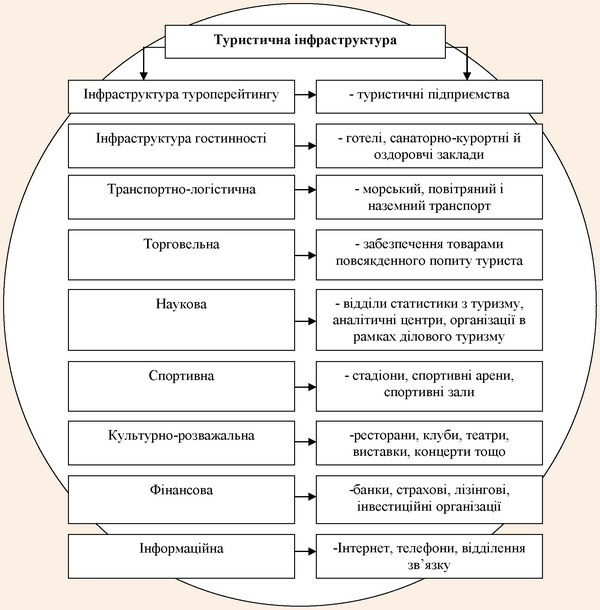 Туристична інфраструктура
Інфраструктура туроперейтингу
- туристичні підприємства
Інфраструктура гостинності
- готелі, санаторно-курортні й
оздоровчі заклади
Транспортно-логістична
- морський, повітряний і
наземний транспорт
Торговельна
- забезпечення товарами
повсякденного попиту туриста
Наукова
- відділи статистики з туризму,
аналітичні центри, організації в
рамках ділового туризму
Спортивна
- стадіони, спортивні арени,
спортивні зали
Культурно-розважальна
-ресторани, клуби, театри,
виставки, концерти тощо
Фінансова
-банки, страхові, лізінгові,
інвестиційні організації
Інформаційна
-Інтернет, телефони, відділення
зв`язку